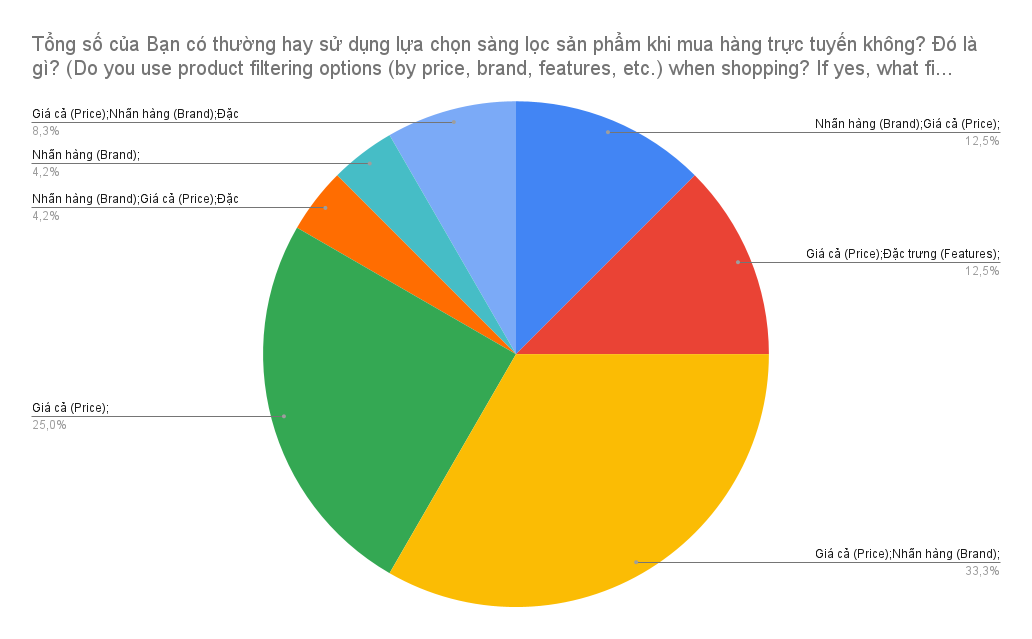 Tổng số của Bạn có thường hay sử dụng lựa chọn sàng lọc sản phẩm khi mua hàng trực tuyến không? Đó là
gì? (Do you use product filtering options (by price, brand, features, etc.) when shopping? If yes, what fi...
Giá cả (Price);Nhãn hàng (Brand);Đặc
8,3%
Nhãn hàng (Brand);
4,2%
Nhãn hàng (Brand);Giá cả (Price);Đặc
4,2%
Giá cả (Price);
25,0%
Nhãn hàng (Brand);Giá cả (Price);
12,5%
Giá cả (Price);Đặc trưng (Features);
12,5%
Giá cả (Price);Nhãn hàng (Brand);
33,3%